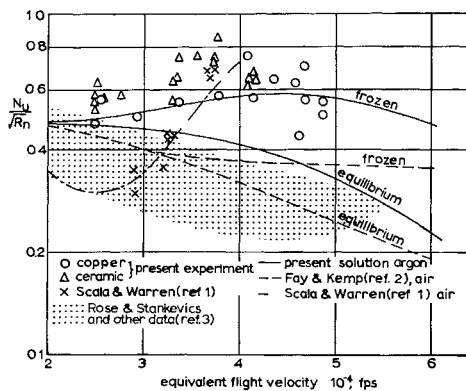 1.0
0.8
0.6
0.4
0.2
0.1
Nu
√Rn
frozen
frozen
equilibrium
equilibrium
O copper
△ ceramic } present experiment
× Scala & Warren (ref 1)
Rose & Stankevics
and other data (ref. 3)
present solution argon
Fay & Kemp (ref. 2), air
Scala & Warren (ref 1) air
2 3 4 5 6
equivalent flight velocity 10⁻⁴, fps